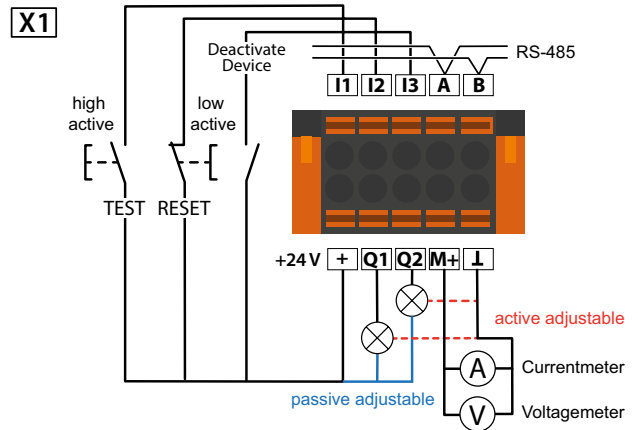 X1
Deactivate
Device
RS-485
I1 I2 I3 A B
high
active
low
active
TEST RESET
+24 V + Q1 Q2 M+ ⊥
active adjustable
passive adjustable
A Currentmeter
V Voltagemeter